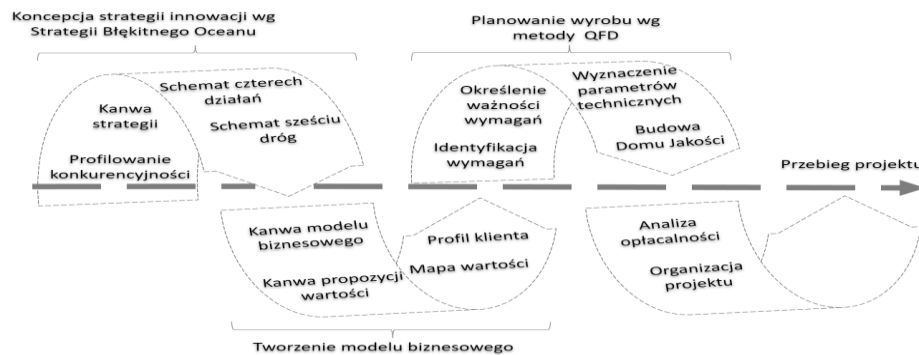 Koncepcja strategii innowacji wg
Strategii Błękitnego Oceanu
Planowanie wyrobu wg
metody QFD
Schemat czterech
działań
Kanwa
strategii
Schemat sześciu
dróg
Profilowanie
konkurencyjności
Określenie
ważności
wymagań
Wyznaczenie
parametrów
technicznych
Identyfikacja
wymagań
Budowa
Domu Jakości
Przebieg projektu
Kanwa modelu
biznesowego
Profil klienta
Kanwa propozycji
wartości
Mapa wartości
Analiza
opłacalności
Organizacja
projektu
Tworzenie modelu biznesowego